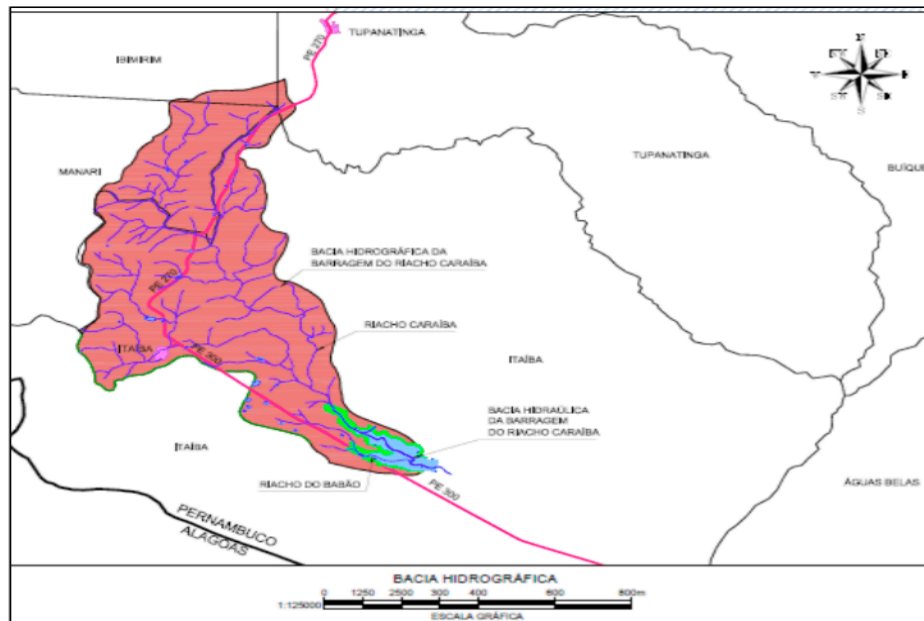 TUPANATINGA
PE 270
IBIMIRIM
TUPANATINGA
BUÍQUE
MANARI
BACIA HIDROGRÁFICA DA
BARRAGEM DO RIACHO CARAÍBA
PE 270
RIACHO CARAÍBA
ITAÍBA
PE 300
ITAÍBA
BACIA HIDRAÚLICA
DA BARRAGEM
DO RIACHO CARAÍBA
ITAÍBA
RIACHO DO BABÃO
PE 300
ÁGUAS BELAS
PERNAMBUCO
ALAGOAS
BACIA HIDROGRÁFICA
0 1250 2500 300 400 600 800m
1:125000
ESCALA GRÁFICA